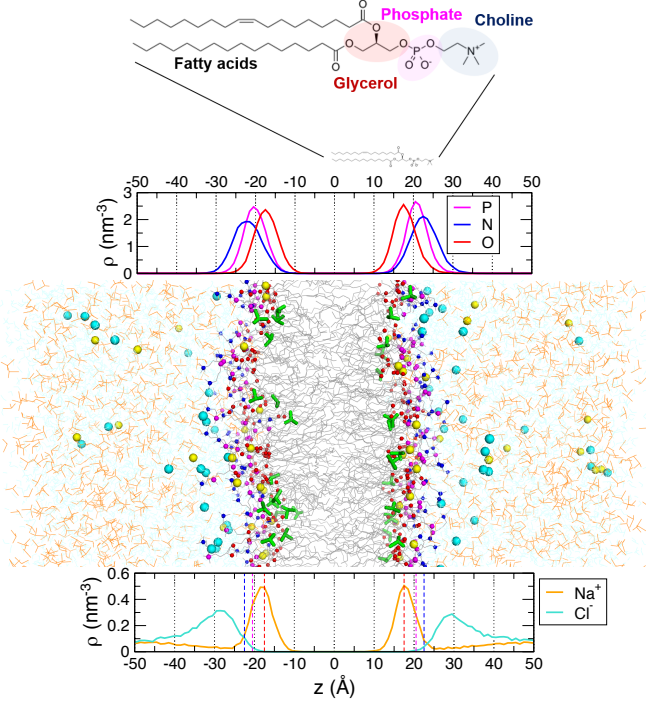 Phosphate
Choline
Fatty acids
Glycerol
O
O
O
O
O
P
O
O
O⁻
N⁺
-50 -40 -30 -20 -10 0 10 20 30 40 50
3
2
1
0
ρ (nm⁻³)
P
N
O
0.6
0.4
0.2
0
ρ (nm⁻³)
Na⁺
Cl⁻
-50 -40 -30 -20 -10 0 10 20 30 40 50
z (Å)